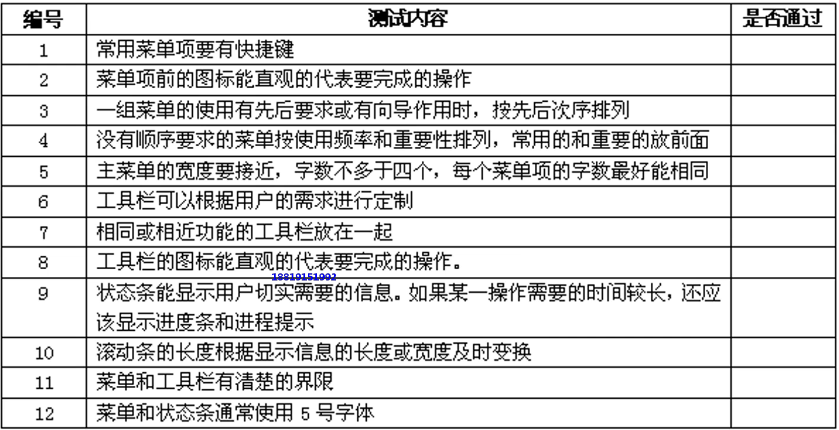 编号 测试内容 是否通过
1 常用菜单项要有快捷键
2 菜单项前的图标能直观的代表要完成的操作
3 一组菜单的使用有先后要求或有向导作用时，按先后次序排列
4 没有顺序要求的菜单按使用频率和重要性排列，常用的和重要的放前面
5 主菜单的宽度要接近，字数不多于四个，每个菜单项的字数最好能相同
6 工具栏可以根据用户的需求进行定制
7 相同或相近功能的工具栏放在一起
8 工具栏的图标能直观的代表要完成的操作。
18819151092
9 状态条能显示用户切实需要的信息。如果某一操作需要的时间较长，还应
该显示进度条和进程提示
10 滚动条的长度根据显示信息的长度或宽度及时变换
11 菜单和工具栏有清楚的界限
12 菜单和状态条通常使用 5 号字体